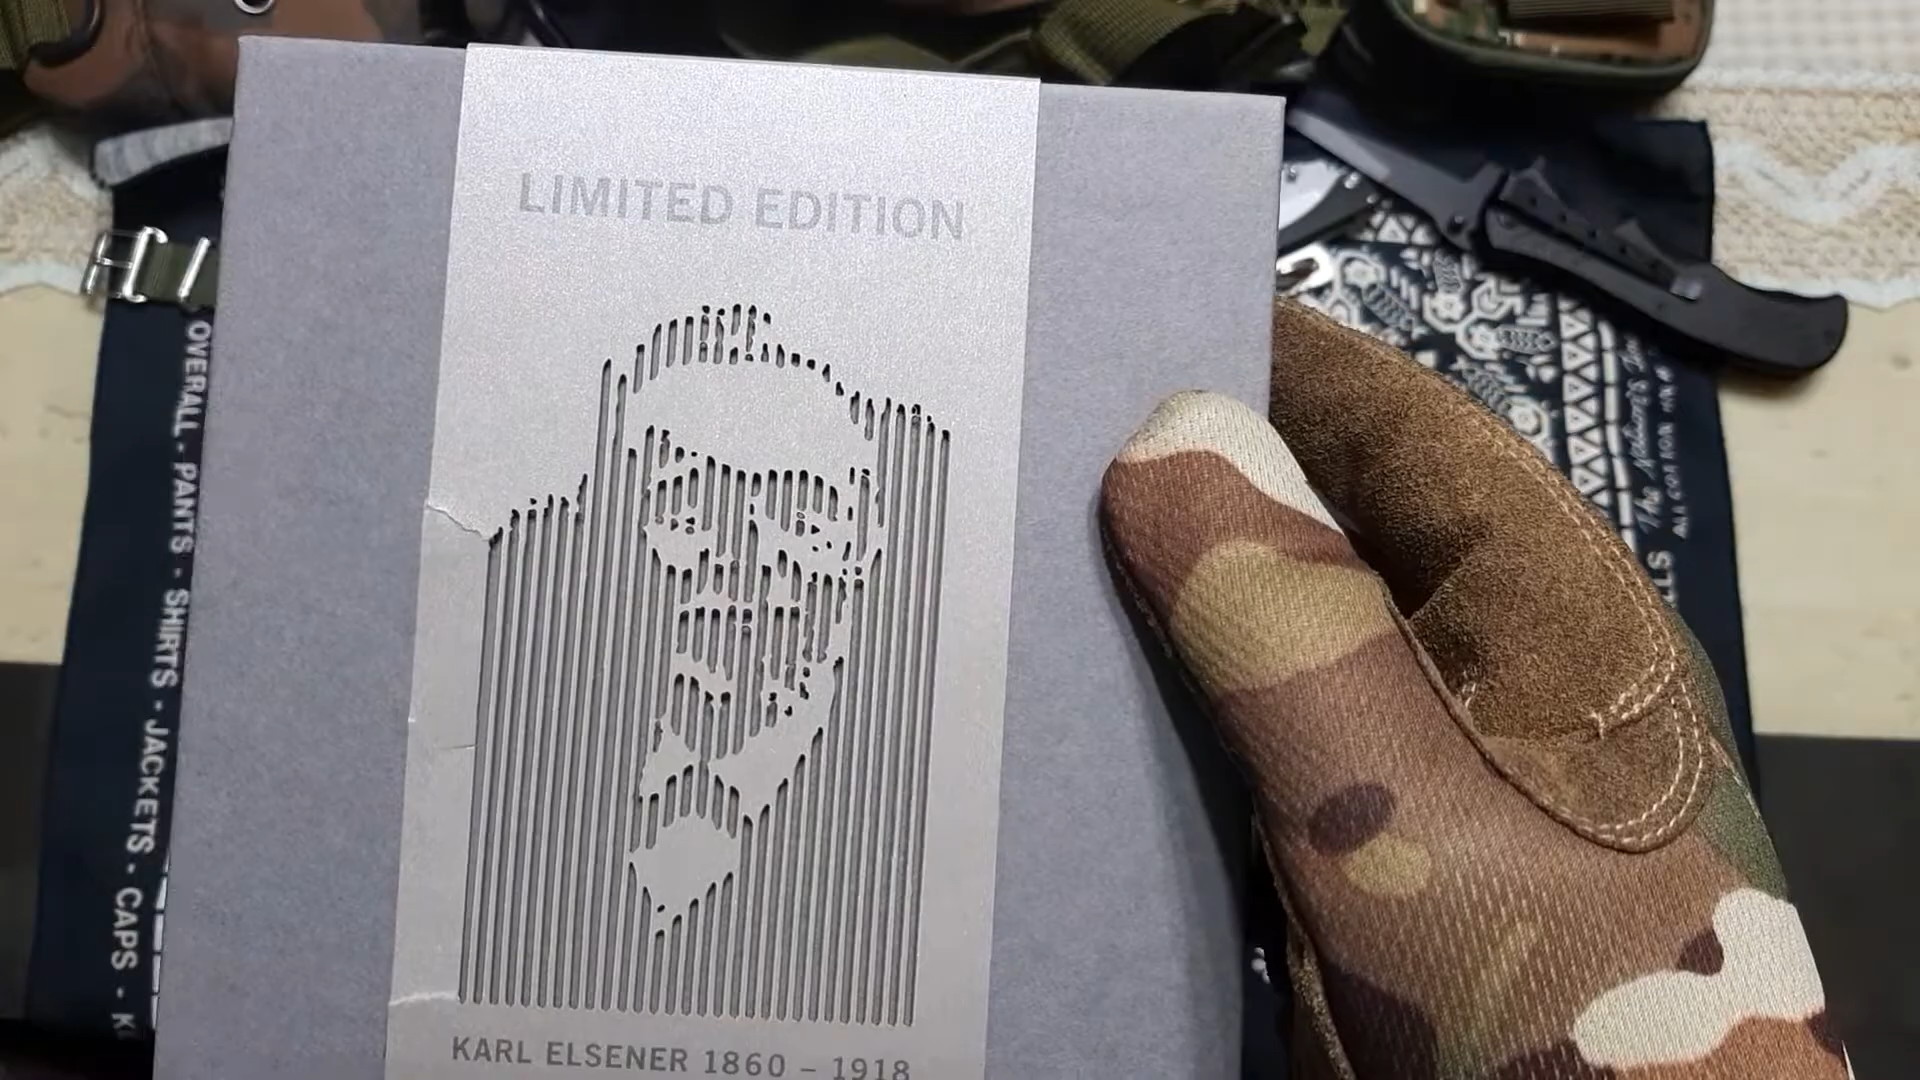 LIMITED EDITION
KARL ELSENER 1860 – 1918
OVERALL - PANTS - SHIRTS - JACKETS - CAPS - K